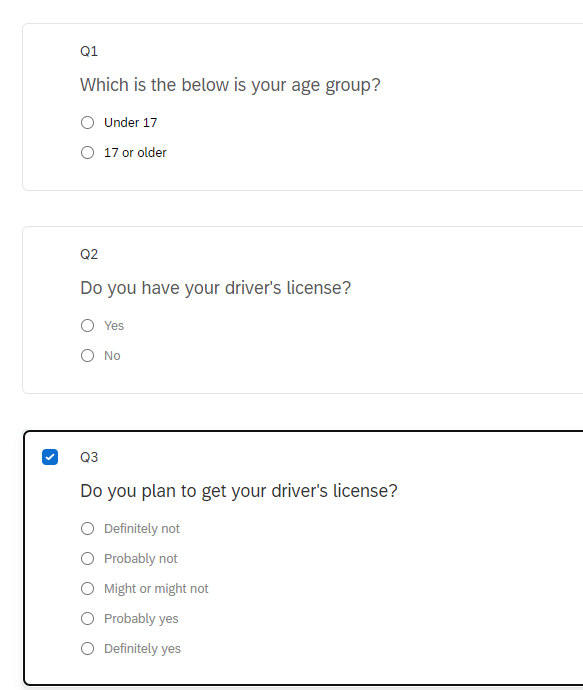 Q1
Which is the below is your age group?
Under 17
17 or older
Q2
Do you have your driver's license?
Yes
No
Q3
Do you plan to get your driver's license?
Definitely not
Probably not
Might or might not
Probably yes
Definitely yes